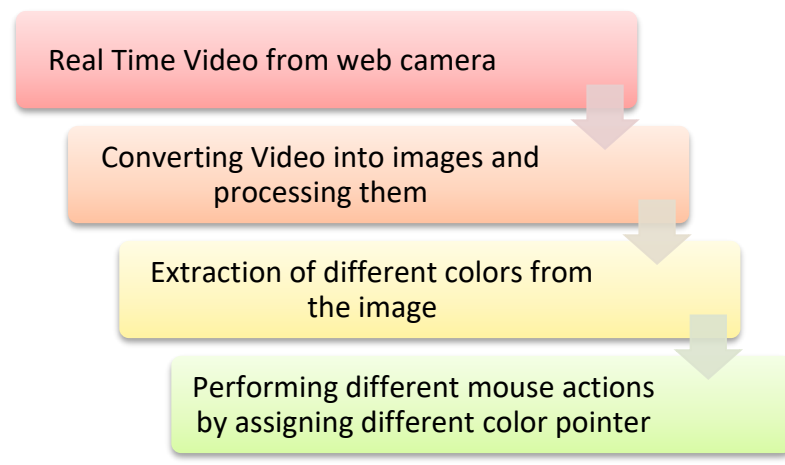 Real Time Video from web camera
Converting Video into images and
processing them
Extraction of different colors from
the image
Performing different mouse actions
by assigning different color pointer